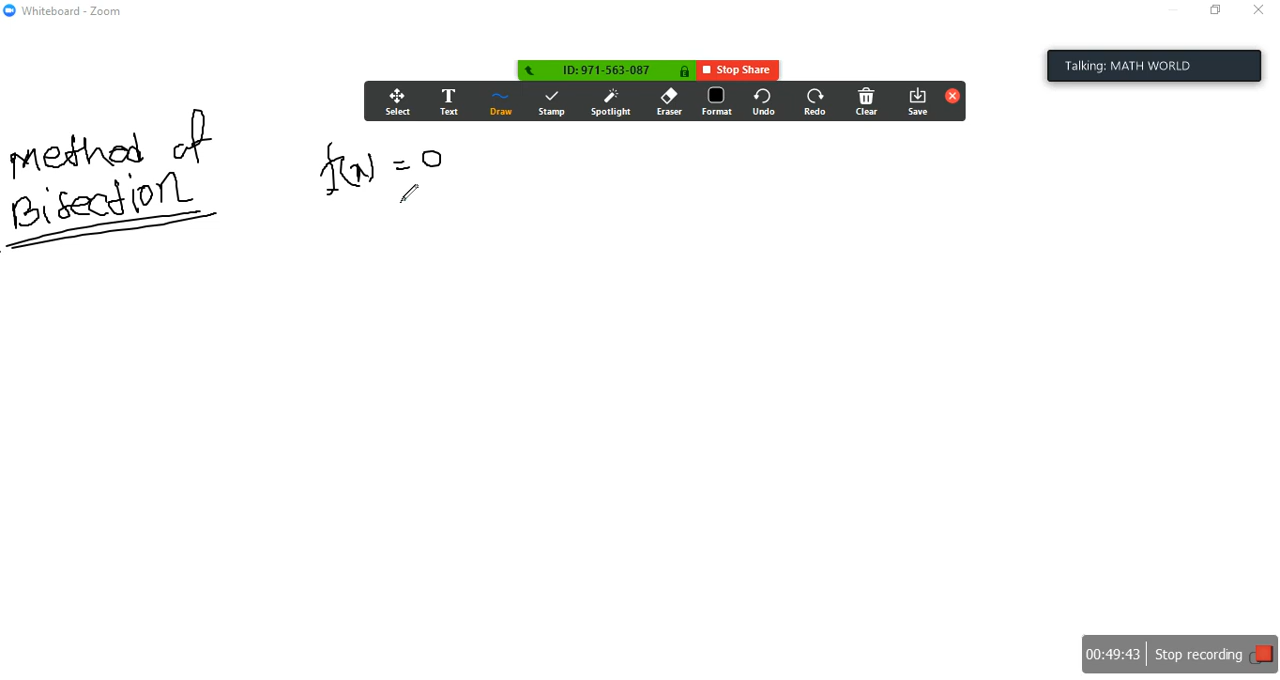 Whiteboard - Zoom
Talking: MATH WORLD
ID: 971-563-087 Stop Share
Select Text Draw Stamp Spotlight Eraser Format Undo Redo Clear Save
method of
Bisection
f(x) = 0
00:49:43 Stop recording